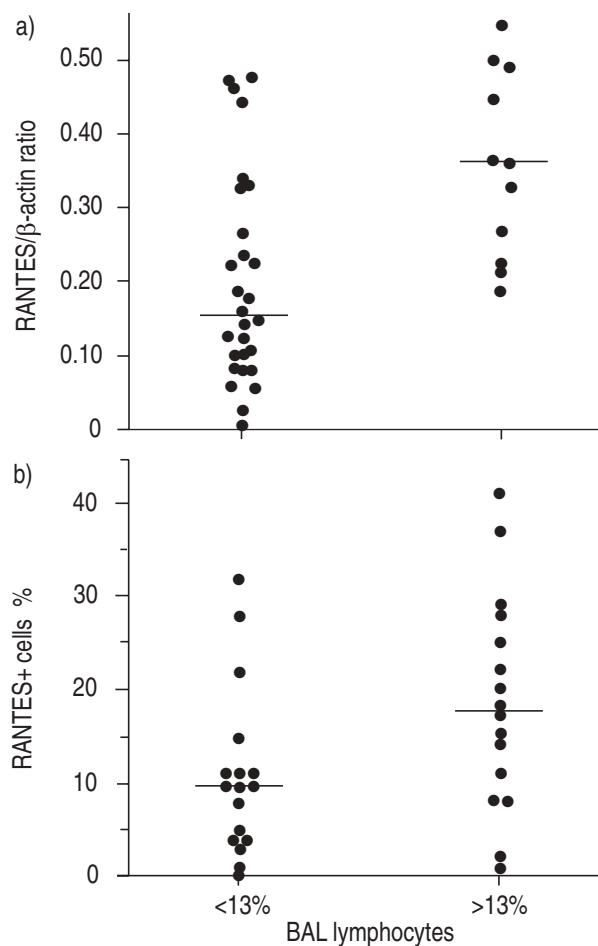 a)
RANTES/β-actin ratio
0.50
0.40
0.30
0.20
0.10
0
b)
RANTES+ cells %
40
30
20
10
0
<13%
>13%
BAL lymphocytes